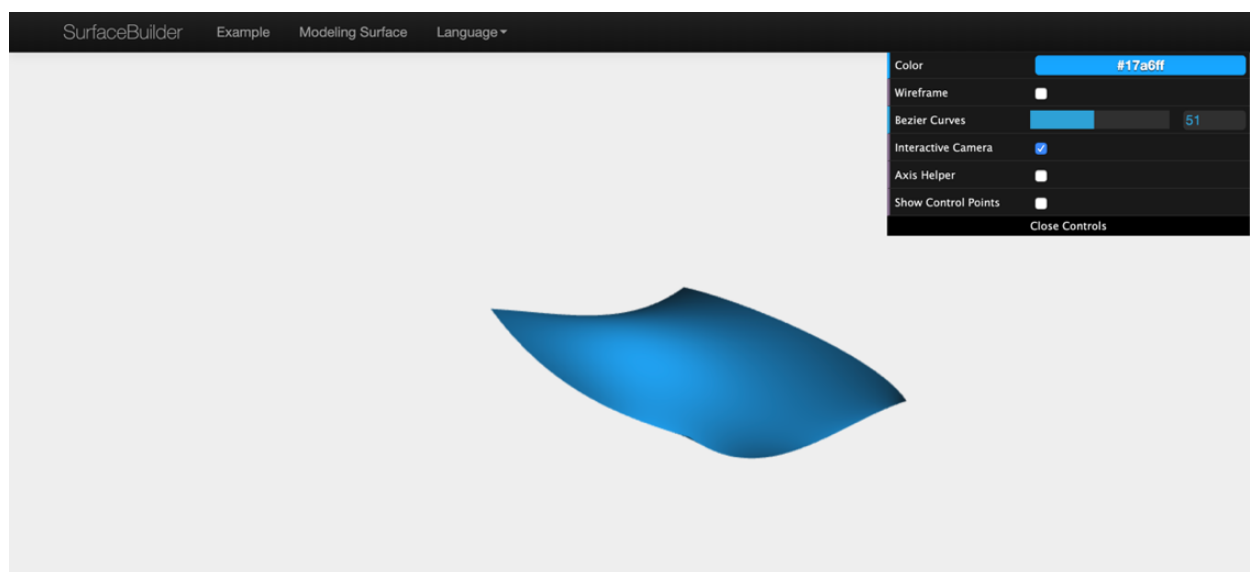 SurfaceBuilder Example Modeling Surface Language
Color #17a6ff
Wireframe
Bezier Curves 51
Interactive Camera
Axis Helper
Show Control Points
Close Controls